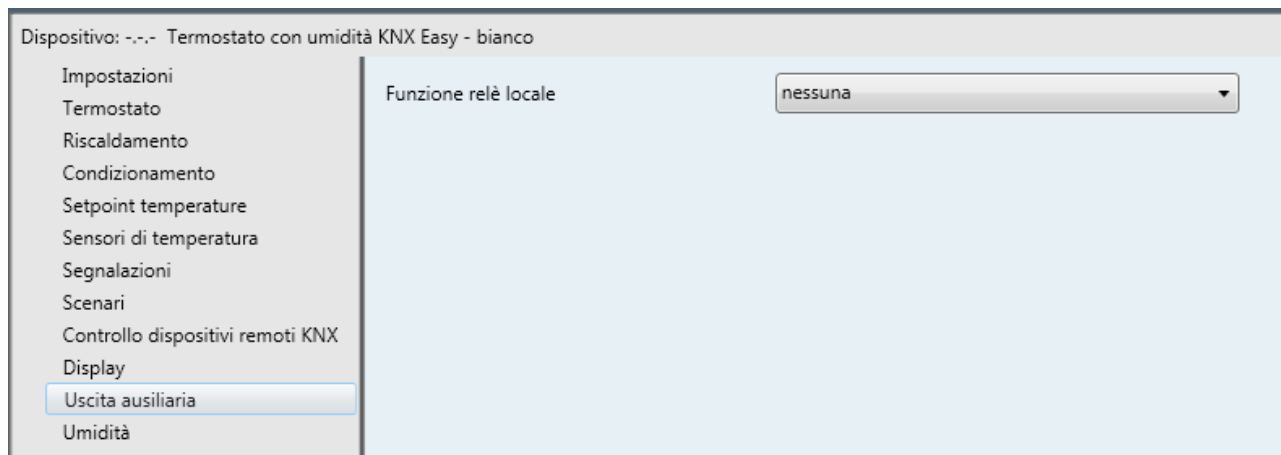 Dispositivo: -.-.- Termostato con umidità KNX Easy - bianco
Impostazioni
Termostato
Riscaldamento
Condizionamento
Setpoint temperature
Sensori di temperatura
Segnalazioni
Scenari
Controllo dispositivi remoti KNX
Display
Uscita ausiliaria
Umidità
Funzione relè locale
nessuna